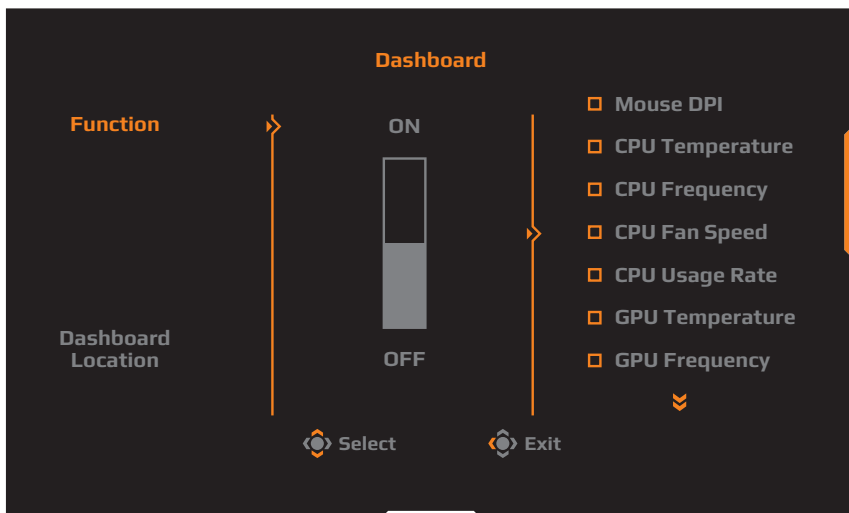 Dashboard
Function
ON
OFF
Dashboard
Location
Mouse DPI
CPU Temperature
CPU Frequency
CPU Fan Speed
CPU Usage Rate
GPU Temperature
GPU Frequency
Select
Exit